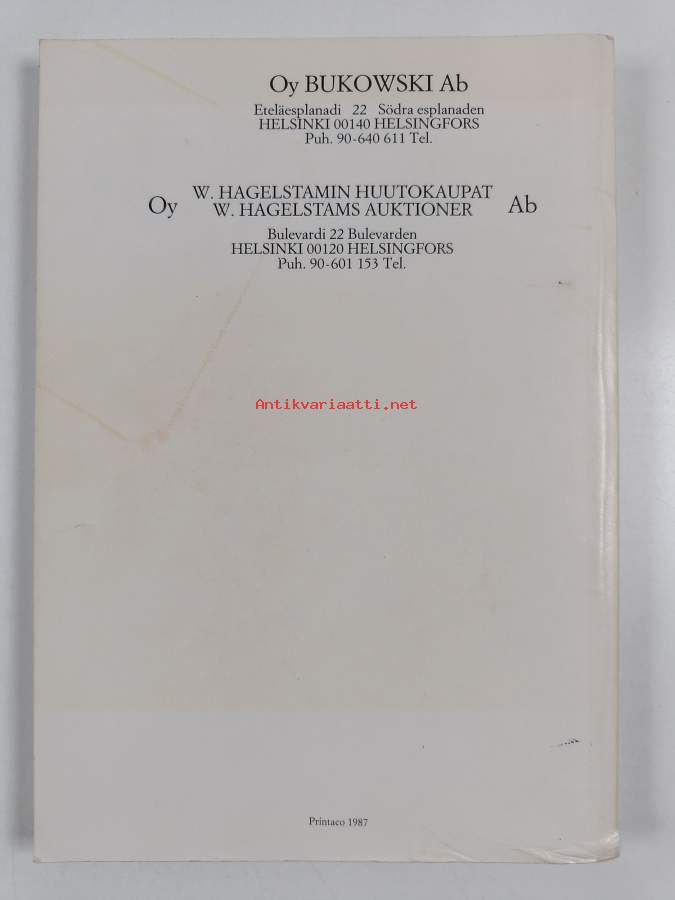 Oy BUKOWSKI Ab
Eteläesplanadi 22 Södra esplanaden
HELSINKI 00140 HELSINGFORS
Puh. 90-640 611 Tel.
W. HAGELSTAMIN HUUTOKAUPAT
Oy W. HAGELSTAMS AUKTIONER Ab
Bulevardi 22 Bulevarden
HELSINKI 00120 HELSINGFORS
Puh. 90-601 153 Tel.
Antikvariaatti.net
Printaco 1987